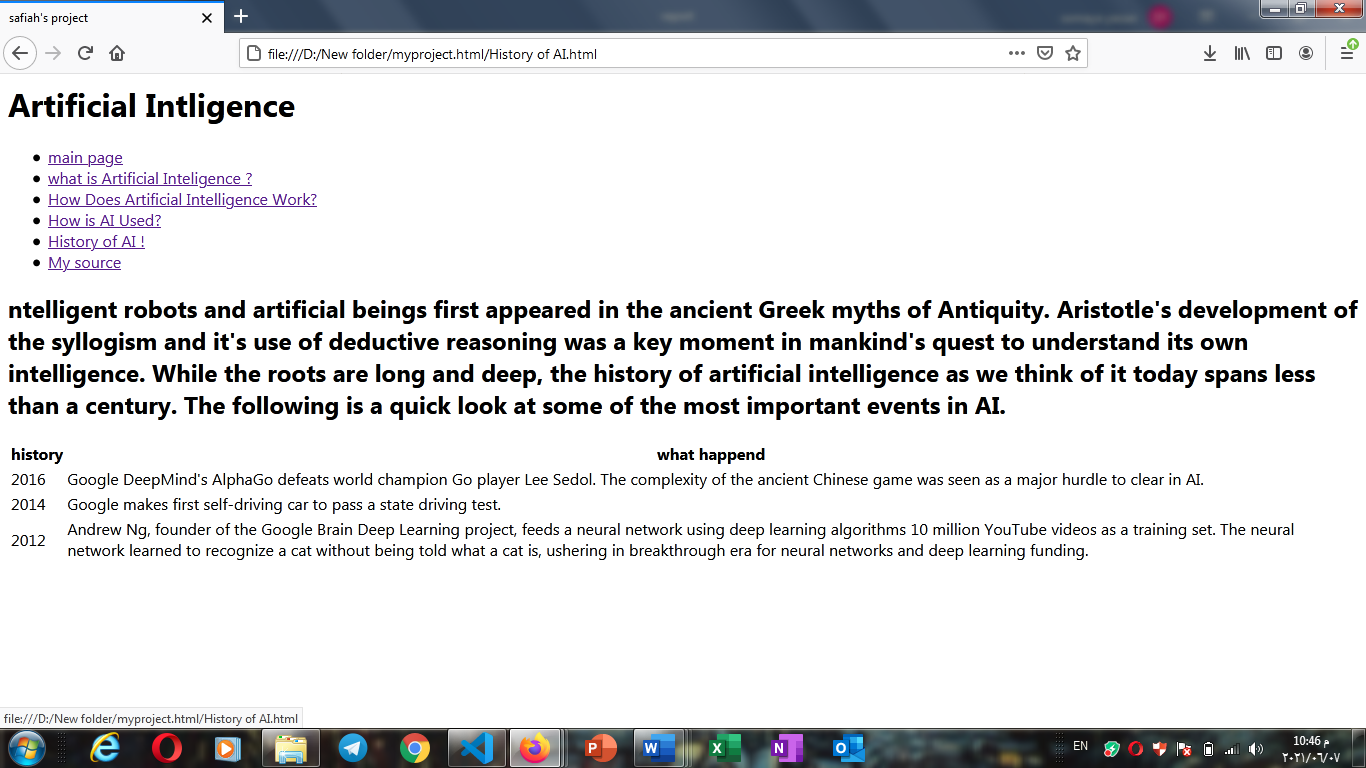 safiah's project
file:///D:/New folder/myproject.html/History of AI.html
Artificial Intligence
main page
what is Artificial Inteligence ?
How Does Artificial Intelligence Work?
How is AI Used?
History of AI !
My source
ntelligent robots and artificial beings first appeared in the ancient Greek myths of Antiquity. Aristotle's development of
the syllogism and it's use of deductive reasoning was a key moment in mankind's quest to understand its own
intelligence. While the roots are long and deep, the history of artificial intelligence as we think of it today spans less
than a century. The following is a quick look at some of the most important events in AI.
history what happend
2016 Google DeepMind's AlphaGo defeats world champion Go player Lee Sedol. The complexity of the ancient Chinese game was seen as a major hurdle to clear in AI.
2014 Google makes first self-driving car to pass a state driving test.
2012 Andrew Ng, founder of the Google Brain Deep Learning project, feeds a neural network using deep learning algorithms 10 million YouTube videos as a training set. The neural
network learned to recognize a cat without being told what a cat is, ushering in breakthrough era for neural networks and deep learning funding.
file:///D:/New folder/myproject.html/History of AI.html
P W X N O
EN
10:46 م
٢٠٢١/٠٦/٠٧